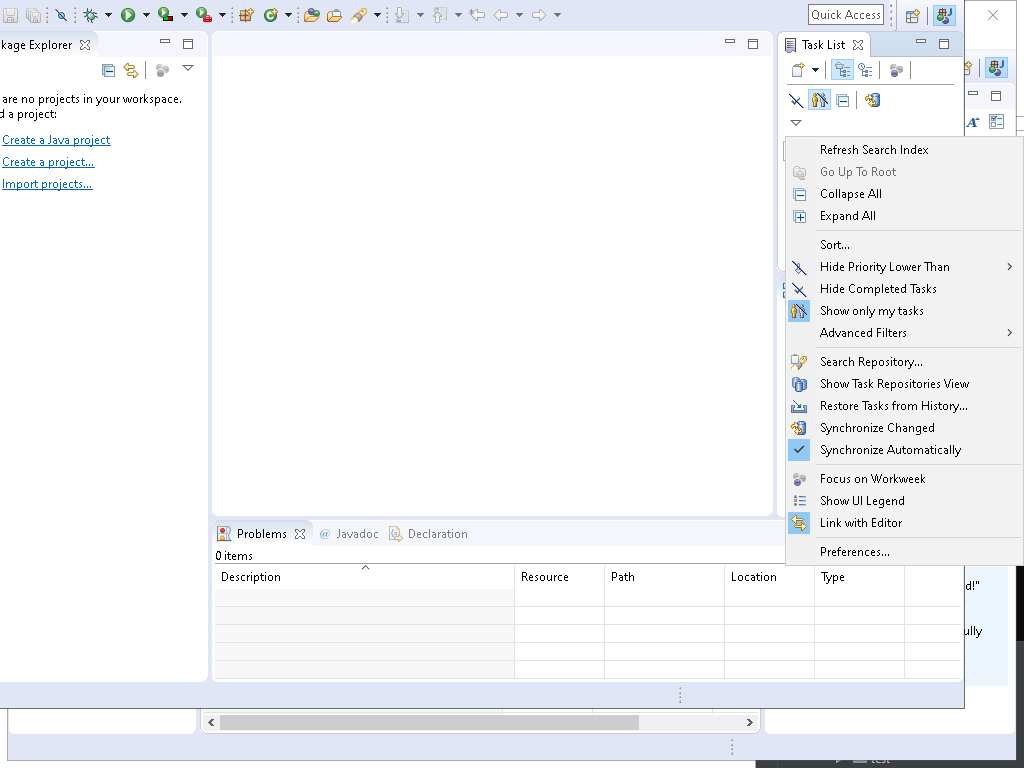 Quick Access
kage Explorer
are no projects in your workspace.
d a project:
Create a Java project
Create a project...
Import projects...
Task List
Refresh Search Index
Go Up To Root
Collapse All
Expand All
Sort...
Hide Priority Lower Than
Hide Completed Tasks
Show only my tasks
Advanced Filters
Search Repository...
Show Task Repositories View
Restore Tasks from History...
Synchronize Changed
Synchronize Automatically
Focus on Workweek
Show UI Legend
Link with Editor
Preferences...
Problems
@ Javadoc
Declaration
0 items
Description
Resource
Path
Location
Type
d!"
ully